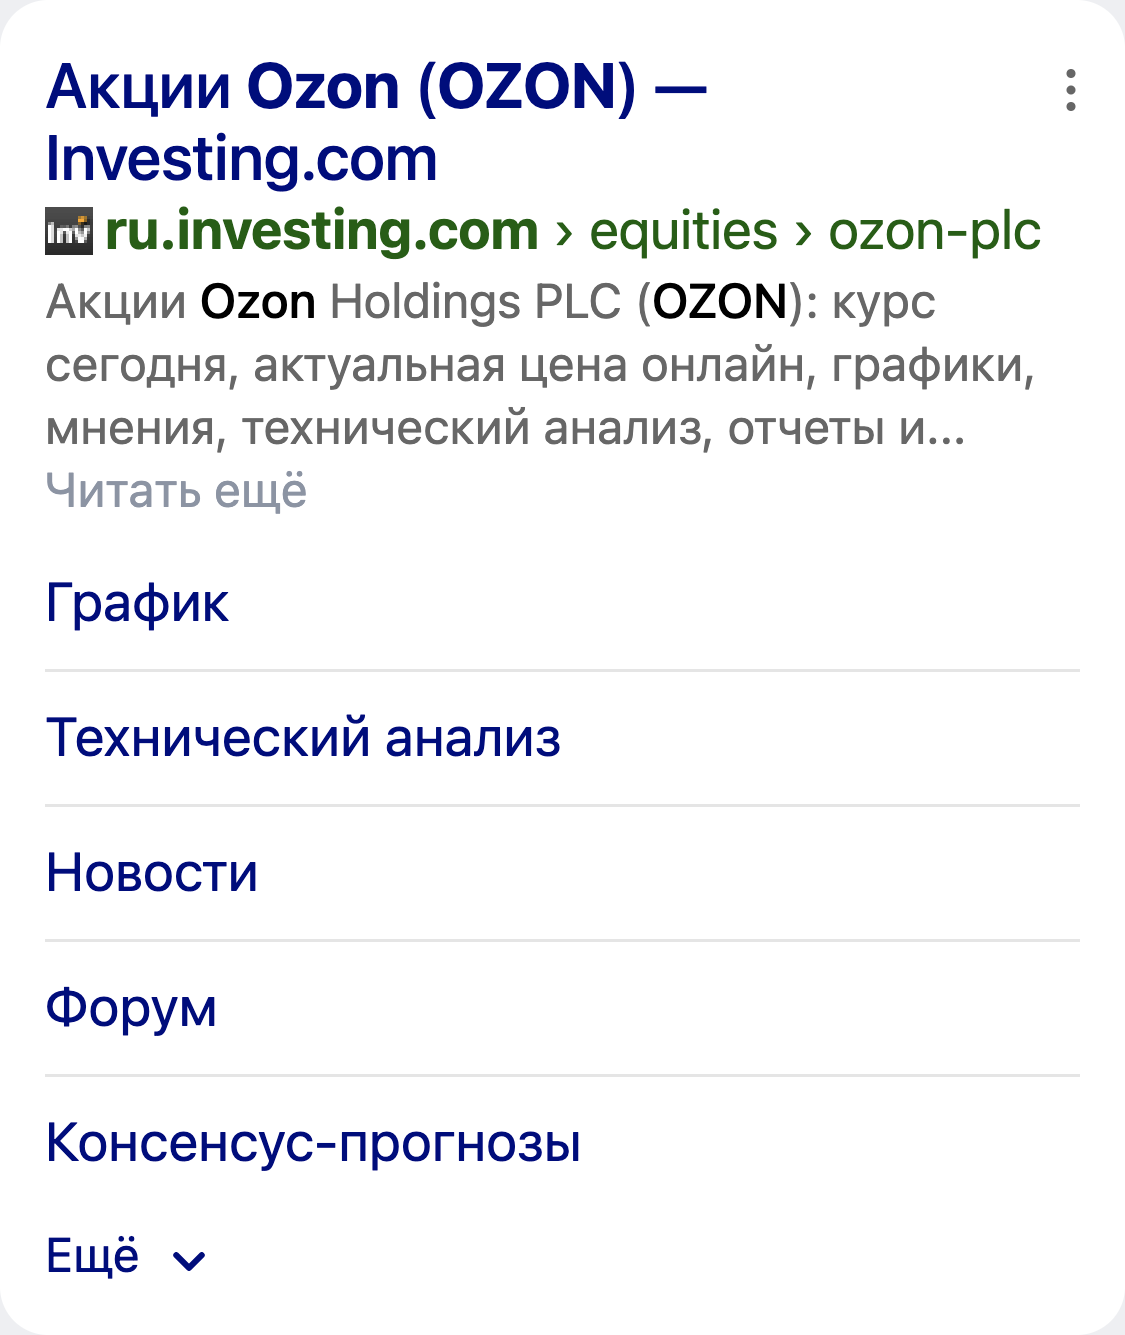 Акции Ozon (OZON) —
Investing.com
Inv ru.investing.com › equities › ozon-plc
Акции Ozon Holdings PLC (OZON): курс
сегодня, актуальная цена онлайн, графики,
мнения, технический анализ, отчеты и...
Читать ещё
График
Технический анализ
Новости
Форум
Консенсус-прогнозы
Ещё